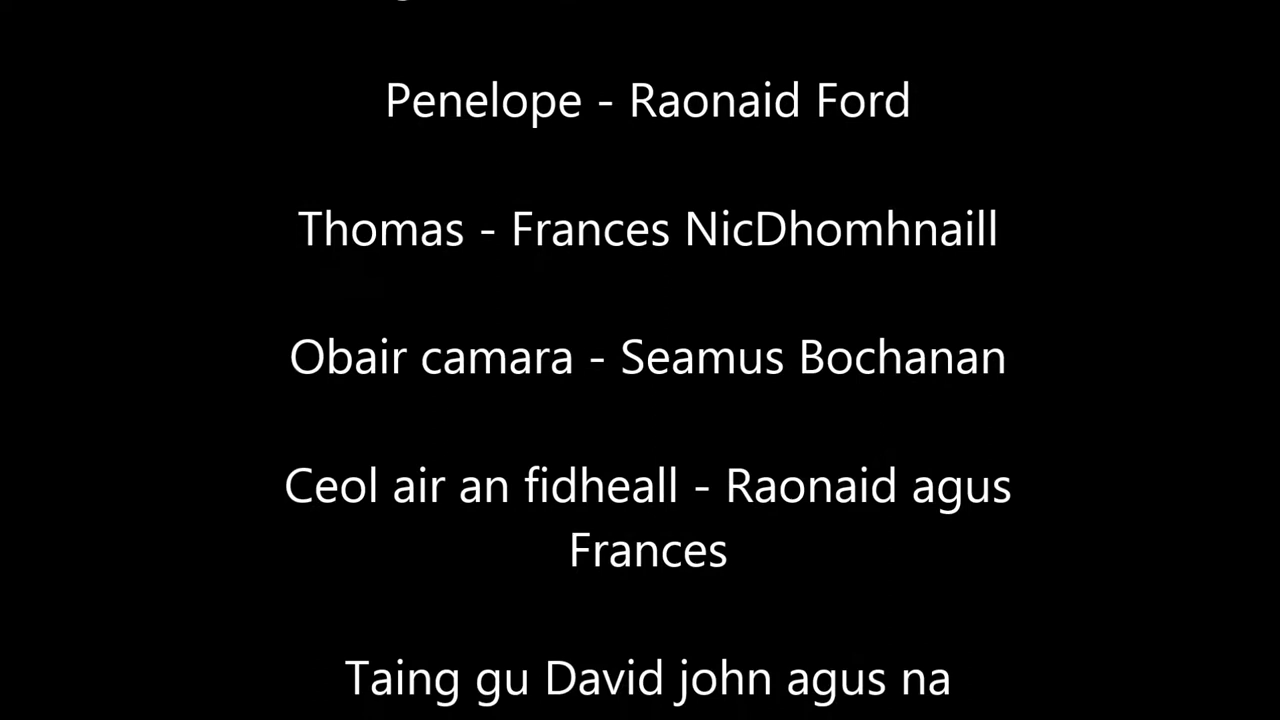 Penelope - Raonaid Ford
Thomas - Frances NicDhomhnaill
Obair camara - Seamus Bochanan
Ceol air an fidheall - Raonaid agus
Frances
Taing gu David john agus na